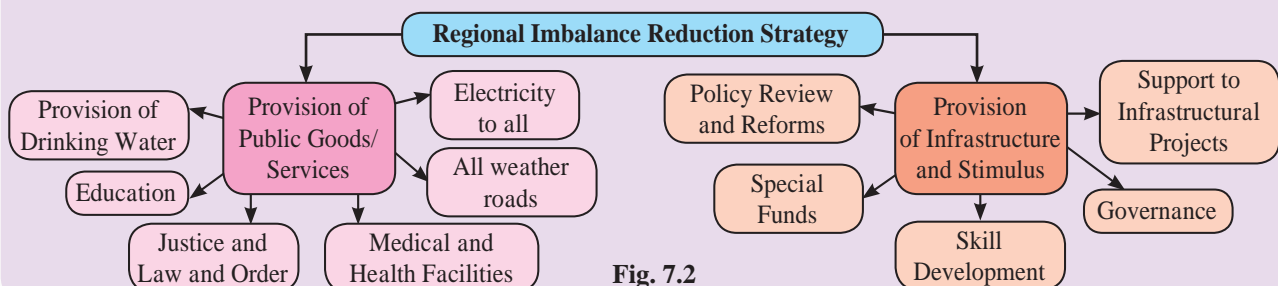 Regional Imbalance Reduction Strategy
Provision of
Drinking Water
Provision of
Public Goods/
Services
Electricity
to all
Education
All weather
roads
Justice and
Law and Order
Medical and
Health Facilities
Policy Review
and Reforms
Provision
of Infrastructure
and Stimulus
Support to
Infrastructural
Projects
Special
Funds
Governance
Skill
Development
Fig. 7.2